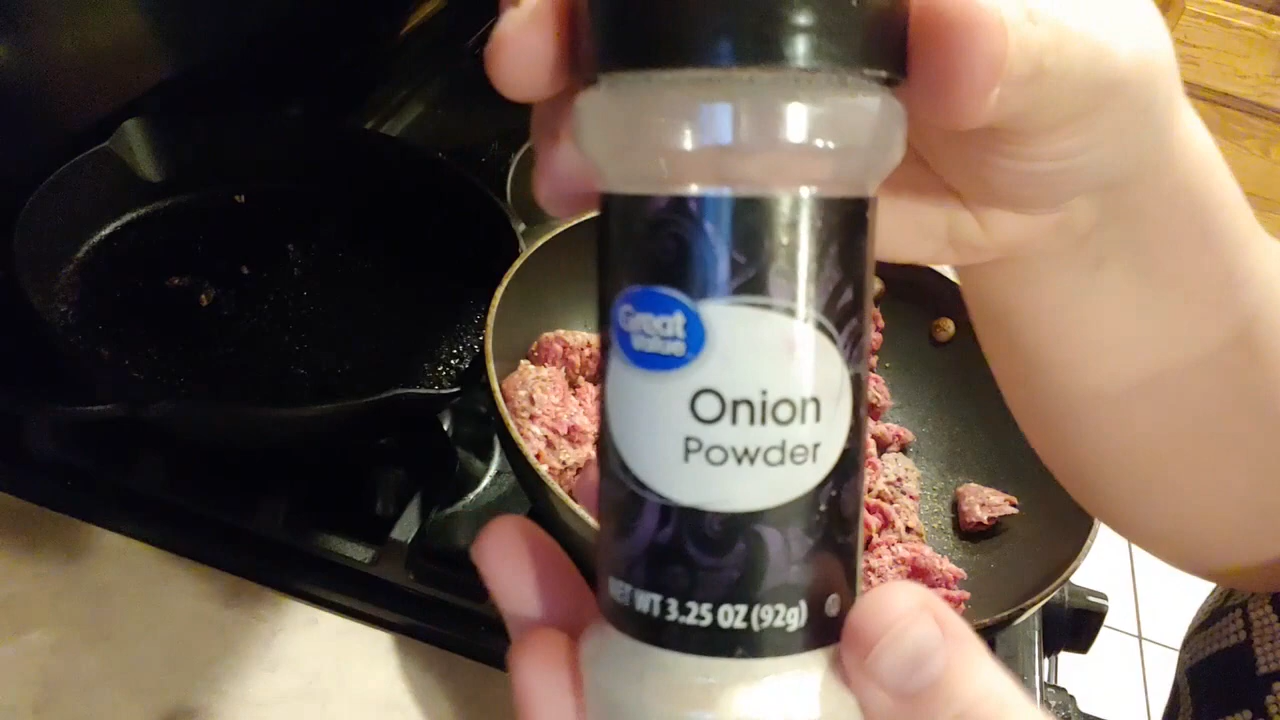 Great
Value
Onion
Powder
NET WT 3.25 OZ (92g)